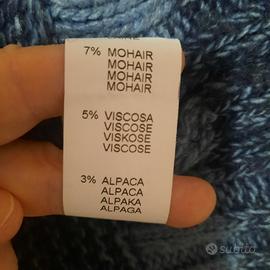 7% MOHAIR
MOHAIR
MOHAIR
MOHAIR
5% VISCOSA
VISCOSE
VISKOSE
VISCOSE
3% ALPACA
ALPACA
ALPAKA
ALPAGA
subito